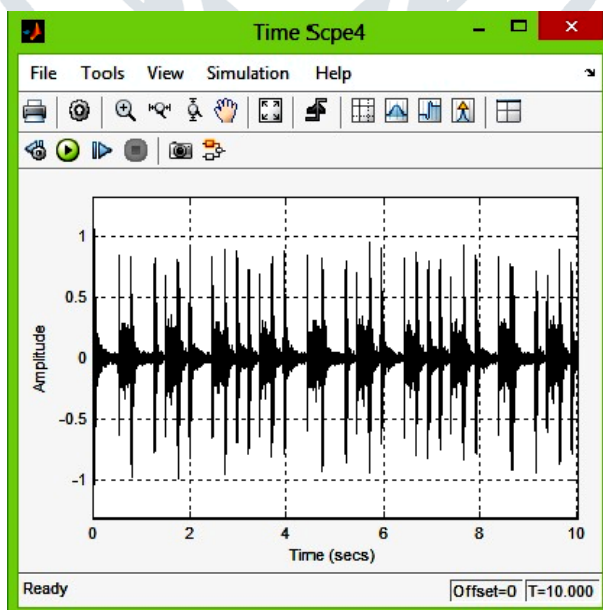 Time Scpe4
File Tools View Simulation Help
1
0.5
0
-0.5
-1
Amplitude
0 2 4 6 8 10
Time (secs)
Ready Offset=0 T=10.000